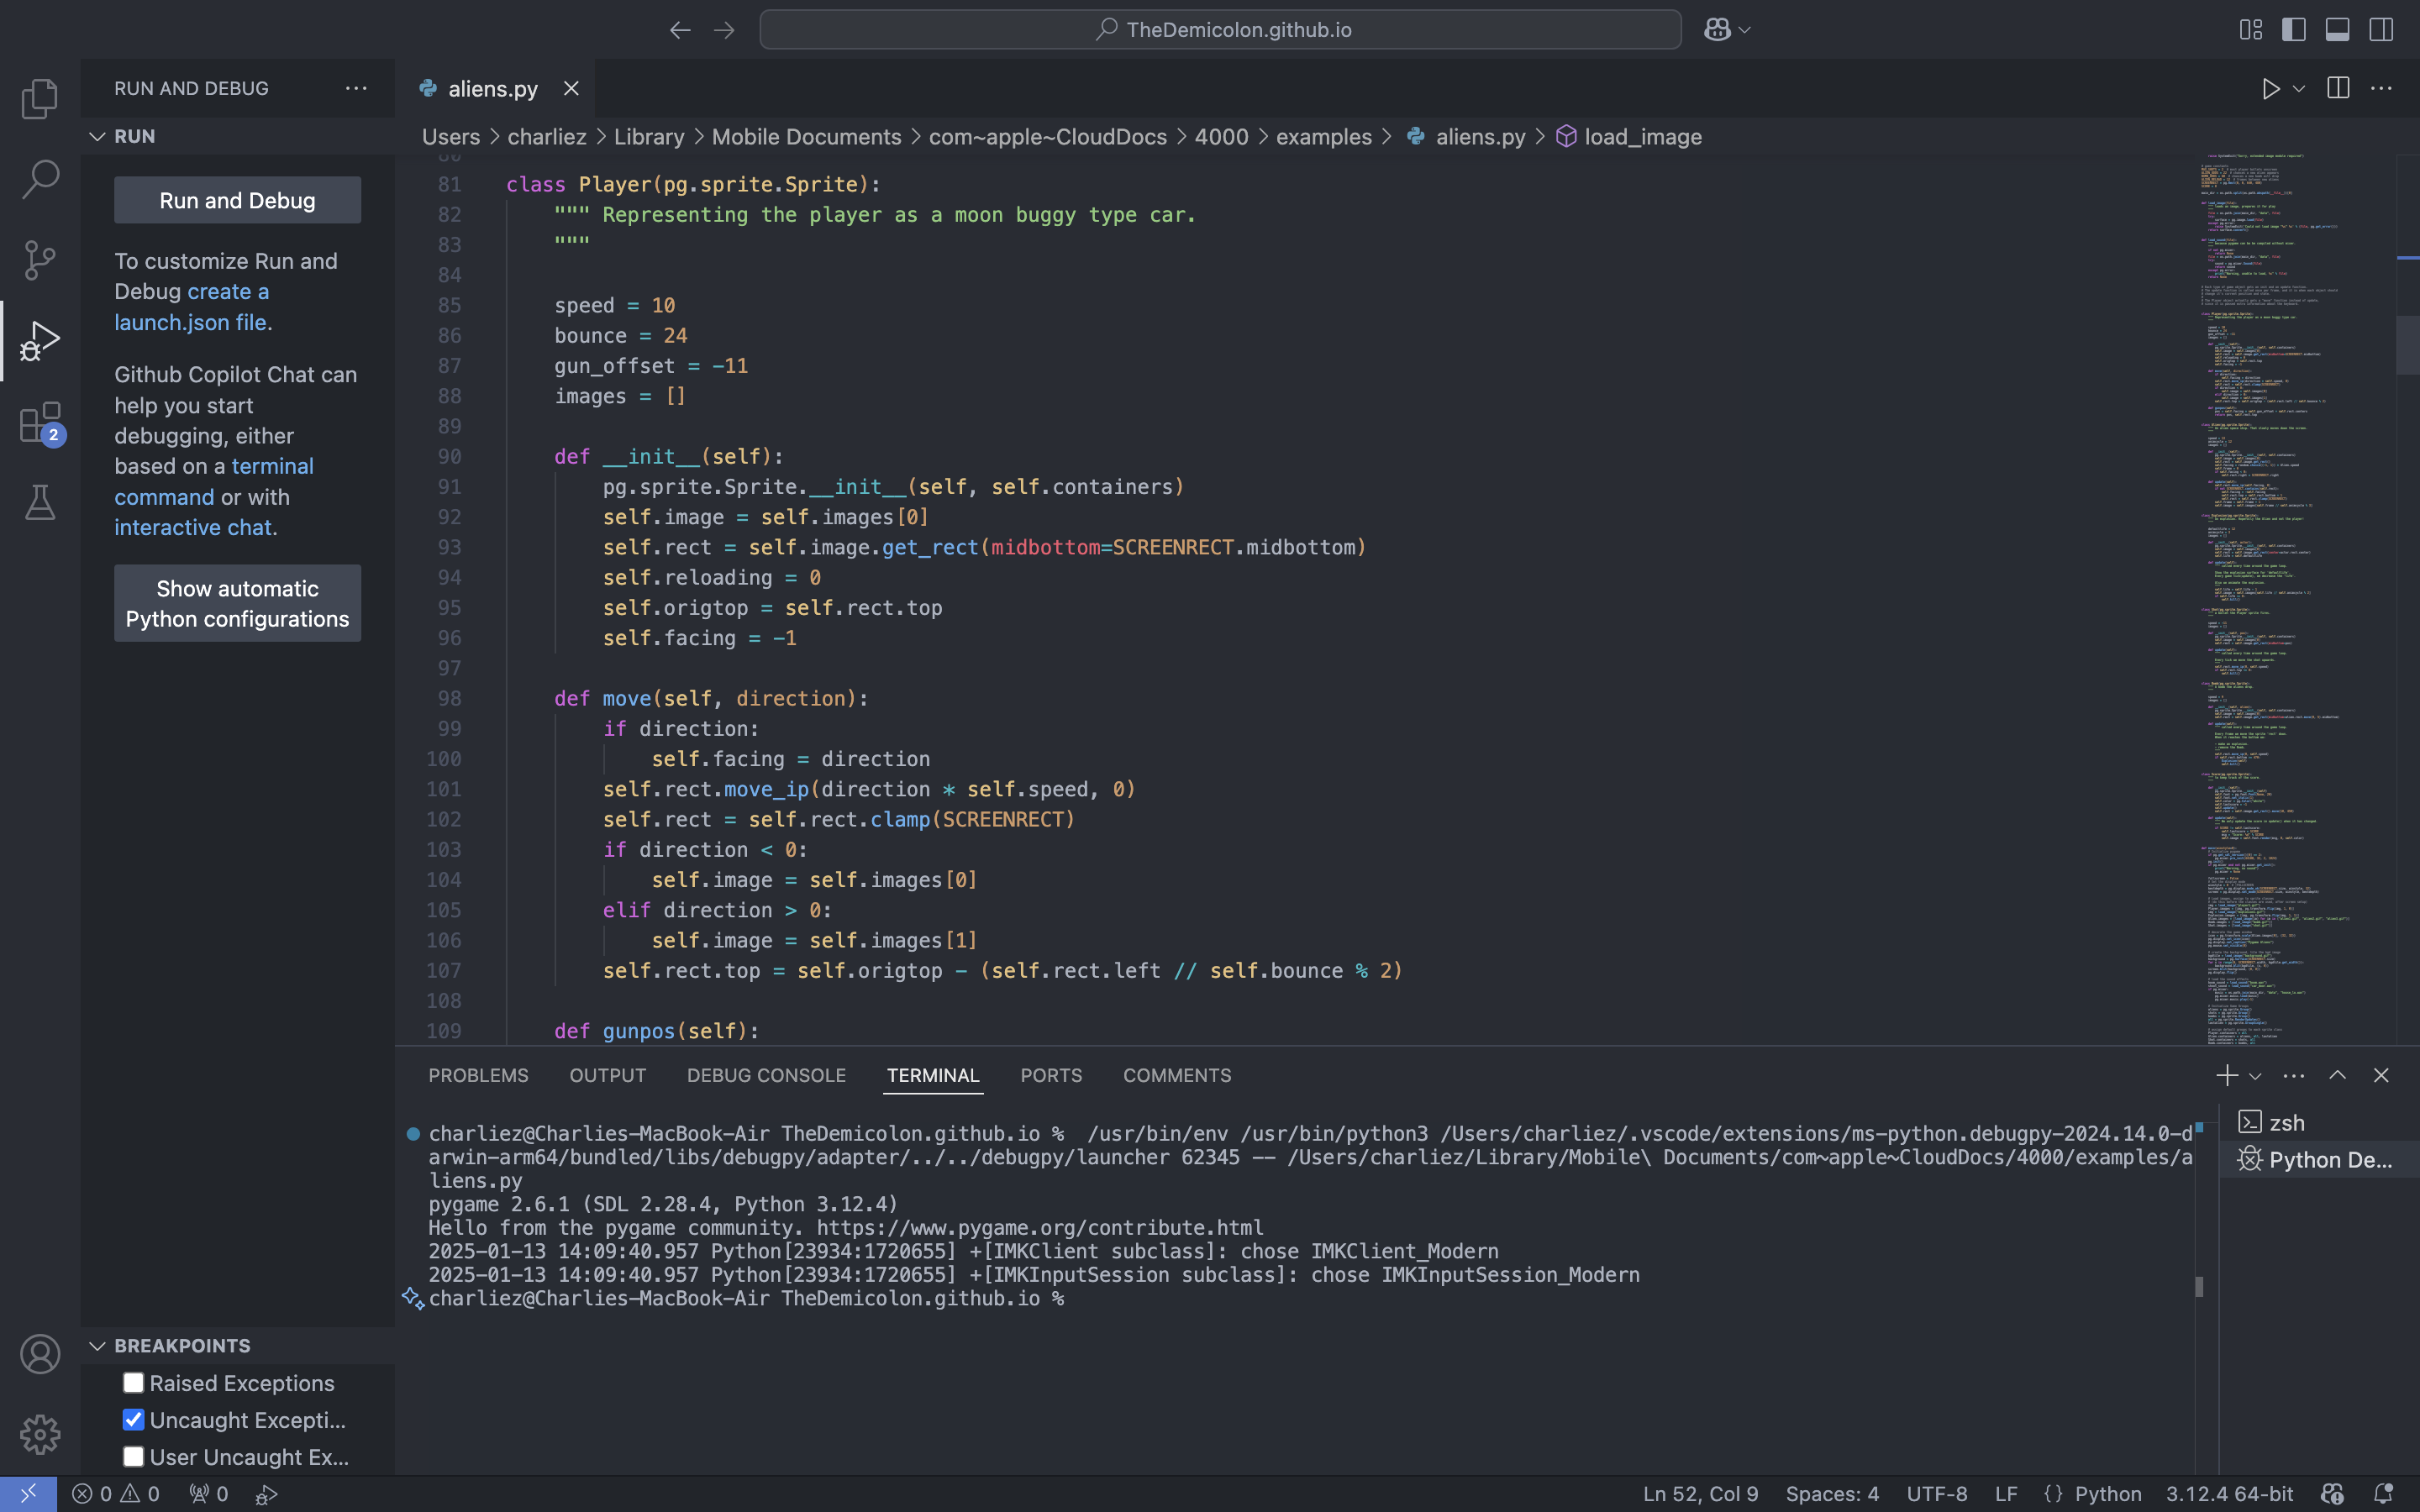 TheDemicolon.github.io
RUN AND DEBUG
RUN
Run and Debug
To customize Run and
Debug create a
launch.json file.
Github Copilot Chat can
help you start
debugging, either
based on a terminal
command or with
interactive chat.
Show automatic
Python configurations
2
BREAKPOINTS
Raised Exceptions
Uncaught Excepti...
User Uncaught Ex...
aliens.py
Users > charliez > Library > Mobile Documents > com~apple~CloudDocs > 4000 > examples > aliens.py > load_image
80
81 class Player(pg.sprite.Sprite):
82 """ Representing the player as a moon buggy type car.
83 """
84
85 speed = 10
86 bounce = 24
87 gun_offset = -11
88 images = []
89
90 def __init__(self):
91 pg.sprite.Sprite.__init__(self, self.containers)
92 self.image = self.images[0]
93 self.rect = self.image.get_rect(midbottom=SCREENRECT.midbottom)
94 self.reloading = 0
95 self.origtop = self.rect.top
96 self.facing = -1
97
98 def move(self, direction):
99 if direction:
100 self.facing = direction
101 self.rect.move_ip(direction * self.speed, 0)
102 self.rect = self.rect.clamp(SCREENRECT)
103 if direction < 0:
104 self.image = self.images[0]
105 elif direction > 0:
106 self.image = self.images[1]
107 self.rect.top = self.origtop - (self.rect.left // self.bounce % 2)
108
109 def gunpos(self):
PROBLEMS OUTPUT DEBUG CONSOLE TERMINAL PORTS COMMENTS
charliez@Charlies-MacBook-Air TheDemicolon.github.io %  /usr/bin/env /usr/bin/python3 /Users/charliez/.vscode/extensions/ms-python.debugpy-2024.14.0-d
arwin-arm64/bundled/libs/debugpy/adapter/../../debugpy/launcher 62345 -- /Users/charliez/Library/Mobile\ Documents/com~apple~CloudDocs/4000/examples/a
liens.py
pygame 2.6.1 (SDL 2.28.4, Python 3.12.4)
Hello from the pygame community. https://www.pygame.org/contribute.html
2025-01-13 14:09:40.957 Python[23934:1720655] +[IMKClient subclass]: chose IMKClient_Modern
2025-01-13 14:09:40.957 Python[23934:1720655] +[IMKInputSession subclass]: chose IMKInputSession_Modern
charliez@Charlies-MacBook-Air TheDemicolon.github.io %
zsh
Python De...
0 0 0
Ln 52, Col 9 Spaces: 4 UTF-8 LF {} Python 3.12.4 64-bit